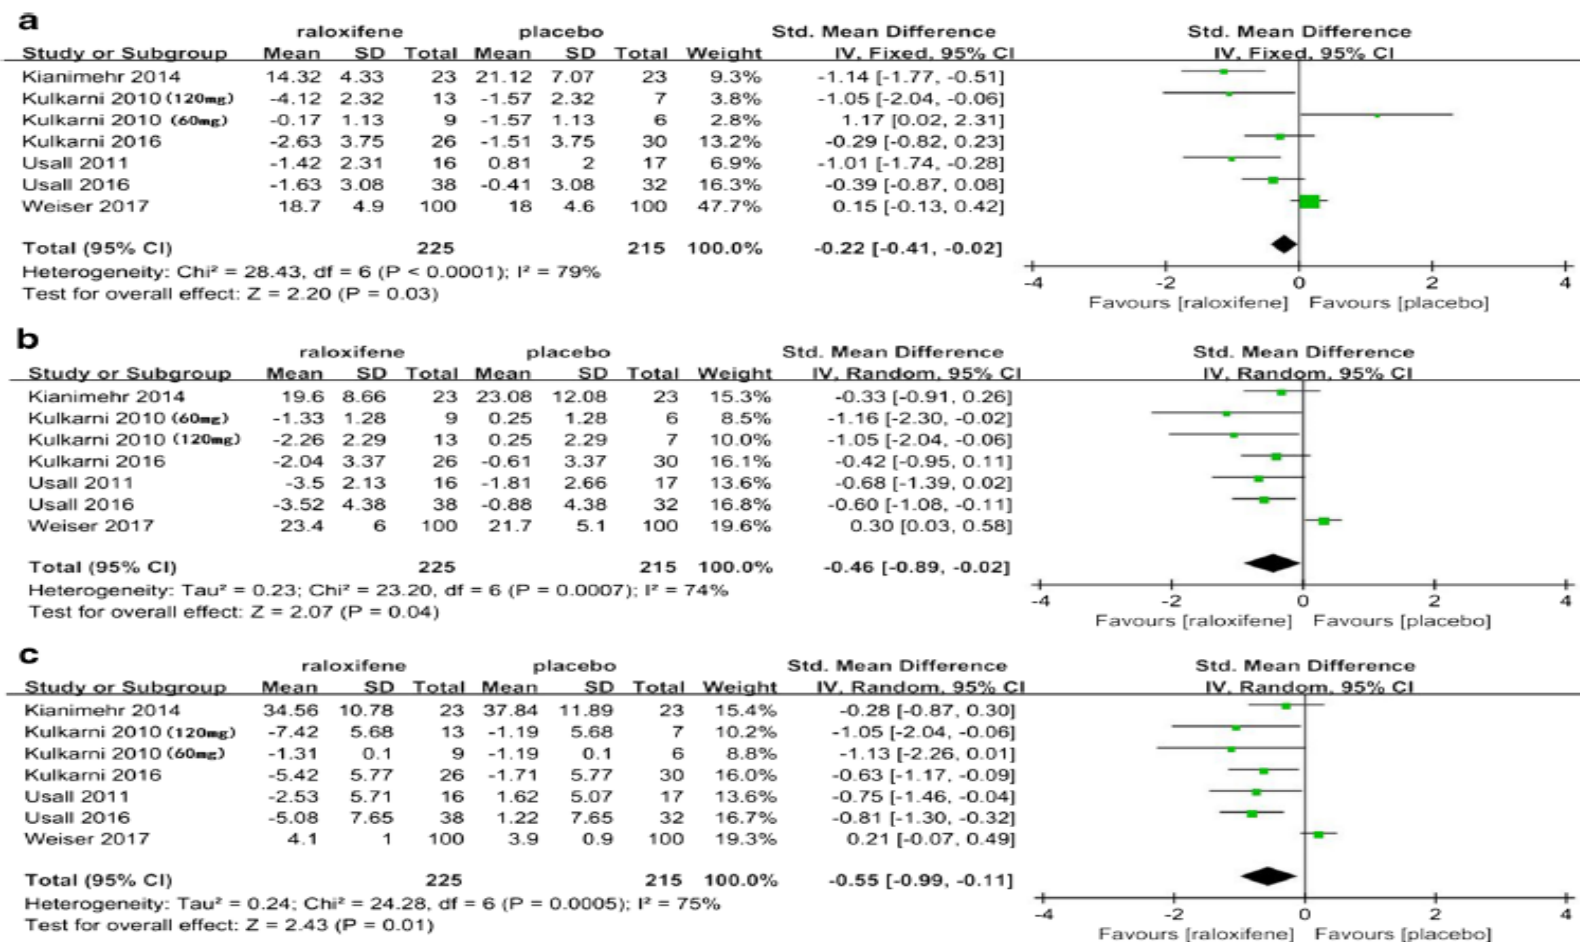 a
raloxifene placebo Std. Mean Difference Std. Mean Difference
Study or Subgroup Mean SD Total Mean SD Total Weight IV, Fixed, 95% CI IV, Fixed, 95% CI
Kianimehr 2014 14.32 4.33 23 21.12 7.07 23 9.3% -1.14 [-1.77, -0.51]
Kulkarni 2010 (120mg) -4.12 2.32 13 -1.57 2.32 7 3.8% -1.05 [-2.04, -0.06]
Kulkarni 2010 (60mg) -0.17 1.13 9 -1.57 1.13 6 2.8% 1.17 [0.02, 2.31]
Kulkarni 2016 -2.63 3.75 26 -1.51 3.75 30 13.2% -0.29 [-0.82, 0.23]
Usall 2011 -1.42 2.31 16 0.81 2 17 6.9% -1.01 [-1.74, -0.28]
Usall 2016 -1.63 3.08 38 -0.41 3.08 32 16.3% -0.39 [-0.87, 0.08]
Weiser 2017 18.7 4.9 100 18 4.6 100 47.7% 0.15 [-0.13, 0.42]
Total (95% CI) 225 215 100.0% -0.22 [-0.41, -0.02]
Heterogeneity: Chi² = 28.43, df = 6 (P < 0.0001); I² = 79%
Test for overall effect: Z = 2.20 (P = 0.03)
-4 -2 0 2 4
Favours [raloxifene] Favours [placebo]
b
raloxifene placebo Std. Mean Difference Std. Mean Difference
Study or Subgroup Mean SD Total Mean SD Total Weight IV, Random, 95% CI IV, Random, 95% CI
Kianimehr 2014 19.6 8.66 23 23.08 12.08 23 15.3% -0.33 [-0.91, 0.26]
Kulkarni 2010 (60mg) -1.33 1.28 9 0.25 1.28 6 8.5% -1.16 [-2.30, -0.02]
Kulkarni 2010 (120mg) -2.26 2.29 13 0.25 2.29 7 10.0% -1.05 [-2.04, -0.06]
Kulkarni 2016 -2.04 3.37 26 -0.61 3.37 30 16.1% -0.42 [-0.95, 0.11]
Usall 2011 -3.5 2.13 16 -1.81 2.66 17 13.6% -0.68 [-1.39, 0.02]
Usall 2016 -3.52 4.38 38 -0.88 4.38 32 16.8% -0.60 [-1.08, -0.11]
Weiser 2017 23.4 6 100 21.7 5.1 100 19.6% 0.30 [0.03, 0.58]
Total (95% CI) 225 215 100.0% -0.46 [-0.89, -0.02]
Heterogeneity: Tau² = 0.23; Chi² = 23.20, df = 6 (P = 0.0007); I² = 74%
Test for overall effect: Z = 2.07 (P = 0.04)
-4 -2 0 2 4
Favours [raloxifene] Favours [placebo]
c
raloxifene placebo Std. Mean Difference Std. Mean Difference
Study or Subgroup Mean SD Total Mean SD Total Weight IV, Random, 95% CI IV, Random, 95% CI
Kianimehr 2014 34.56 10.78 23 37.84 11.89 23 15.4% -0.28 [-0.87, 0.30]
Kulkarni 2010 (120mg) -7.42 5.68 13 -1.19 5.68 7 10.2% -1.05 [-2.04, -0.06]
Kulkarni 2010 (60mg) -1.31 0.1 9 -1.19 0.1 6 8.8% -1.13 [-2.26, 0.01]
Kulkarni 2016 -5.42 5.77 26 -1.71 5.77 30 16.0% -0.63 [-1.17, -0.09]
Usall 2011 -2.53 5.71 16 1.62 5.07 17 13.6% -0.75 [-1.46, -0.04]
Usall 2016 -5.08 7.65 38 1.22 7.65 32 16.7% -0.81 [-1.30, -0.32]
Weiser 2017 4.1 1 100 3.9 0.9 100 19.3% 0.21 [-0.07, 0.49]
Total (95% CI) 225 215 100.0% -0.55 [-0.99, -0.11]
Heterogeneity: Tau² = 0.24; Chi² = 24.28, df = 6 (P = 0.0005); I² = 75%
Test for overall effect: Z = 2.43 (P = 0.01)
-4 -2 0 2 4
Favours [raloxifene] Favours [placebo]